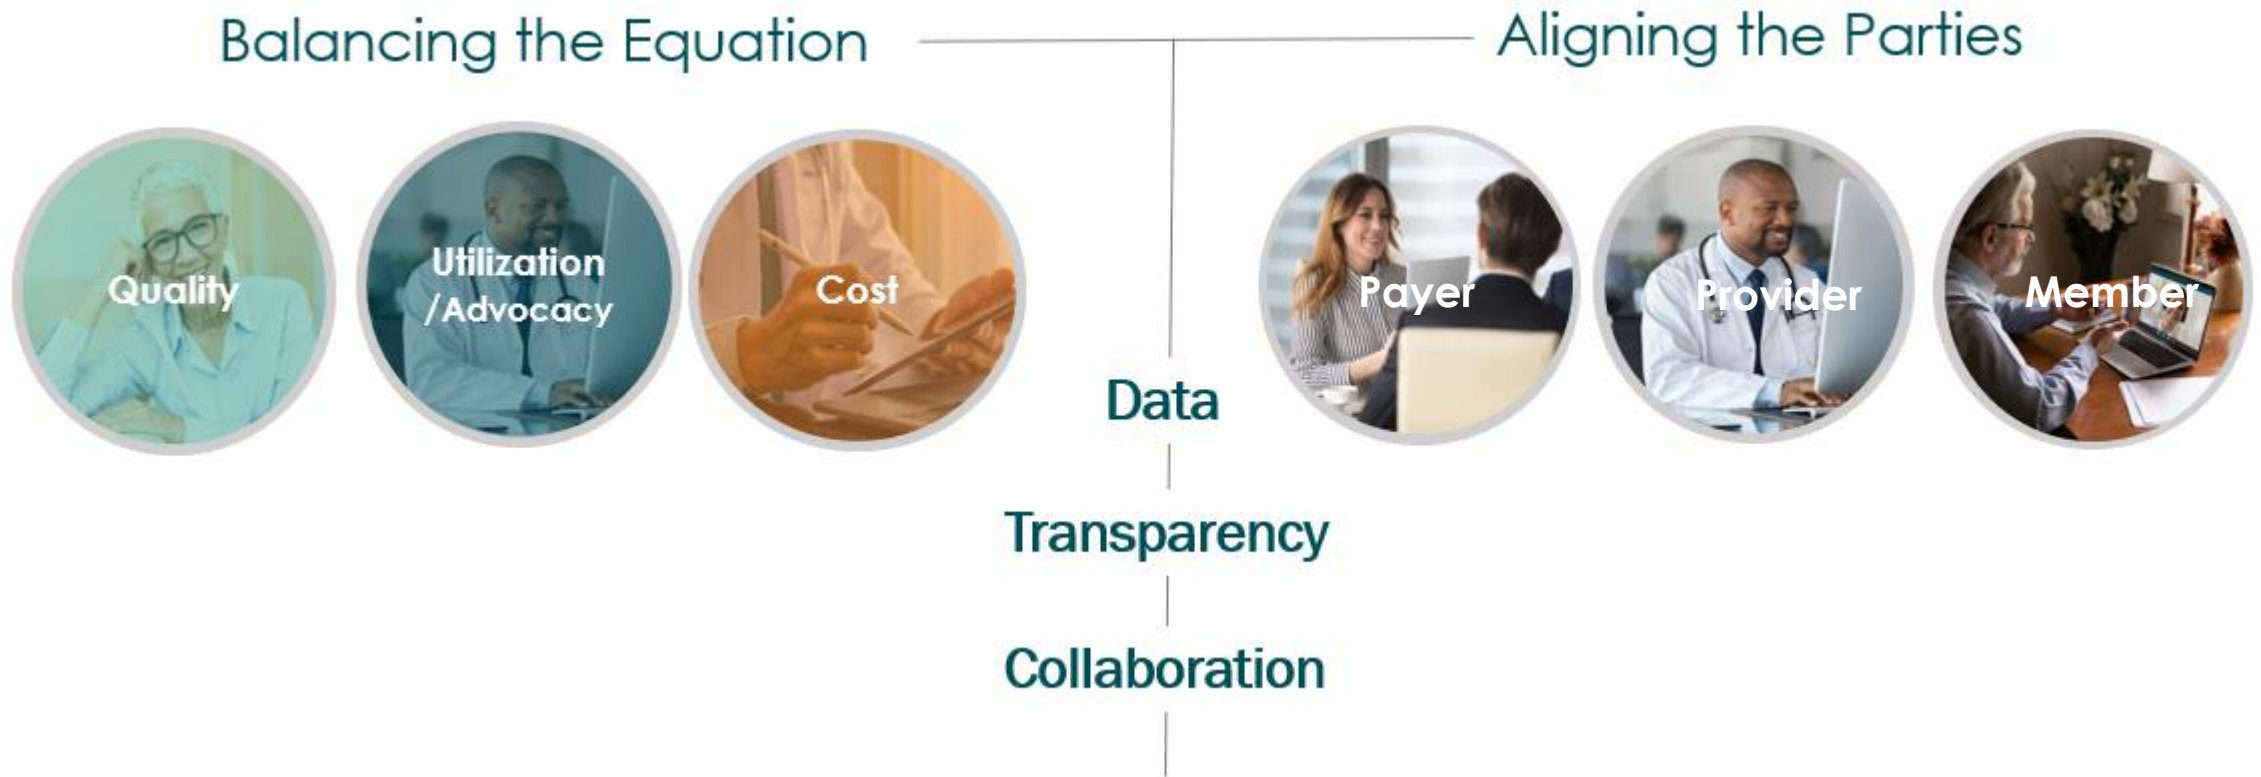 Balancing the Equation
Aligning the Parties
Quality
Utilization
/Advocacy
Cost
Payer
Provider
Member
Data
Transparency
Collaboration